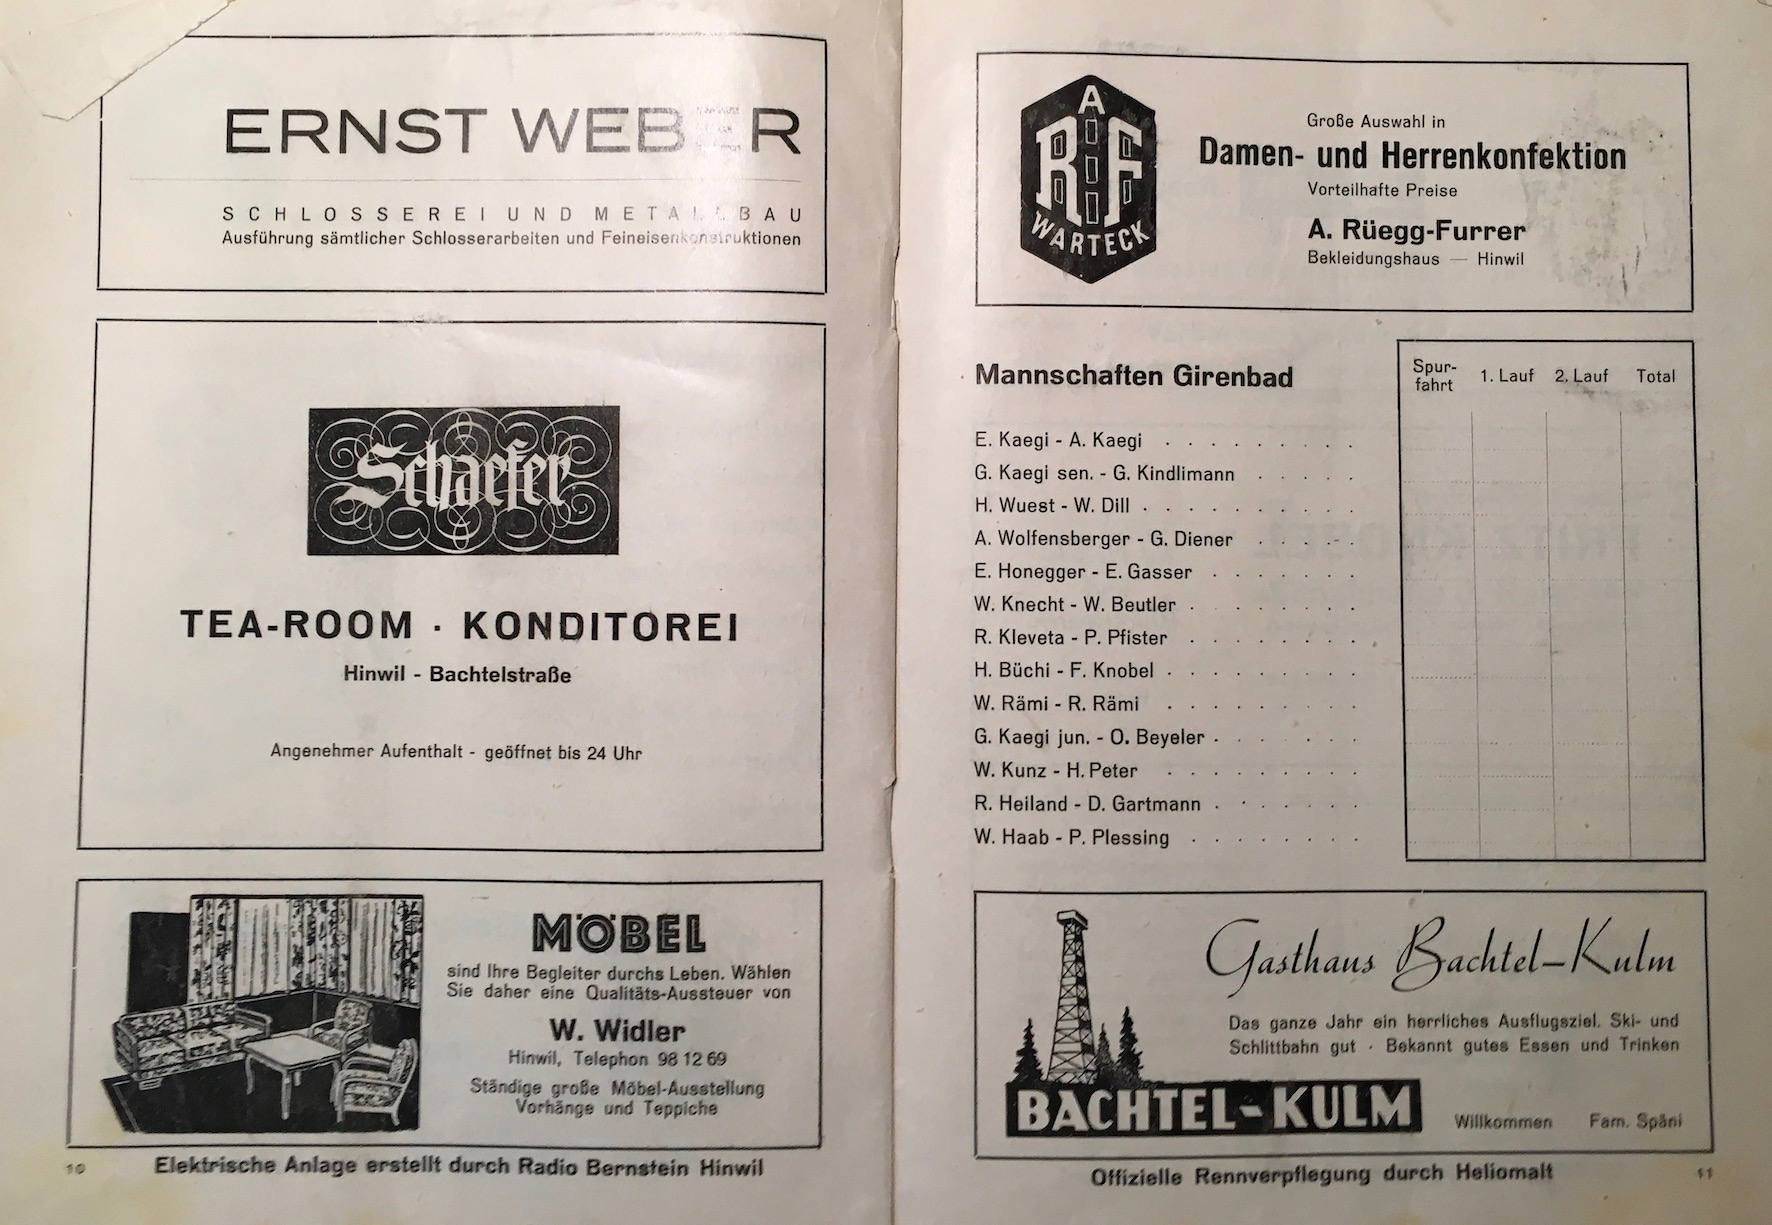 ERNST WEBER
SCHLOSSEREI UND METALLBAU
Ausführung sämtlicher Schlosserarbeiten und Feineisenkonstruktionen
Schaefer
TEA-ROOM · KONDITOREI
Hinwil - Bachtelstraße
Angenehmer Aufenthalt - geöffnet bis 24 Uhr
MÖBEL
sind Ihre Begleiter durchs Leben. Wählen
Sie daher eine Qualitäts-Aussteuer von
W. Widler
Hinwil, Telephon 98 12 69
Ständige große Möbel-Ausstellung
Vorhänge und Teppiche
10
Elektrische Anlage erstellt durch Radio Bernstein Hinwil
A
RF
WARTECK
Große Auswahl in
Damen- und Herrenkonfektion
Vorteilhafte Preise
A. Rüegg-Furrer
Bekleidungshaus — Hinwil
Mannschaften Girenbad
Spur-
fahrt 1. Lauf 2. Lauf Total
E. Kaegi - A. Kaegi . . . . . . . . .
G. Kaegi sen. - G. Kindlimann . . . . .
H. Wuest - W. Dill . . . . . . . . . .
A. Wolfensberger - G. Diener . . . . .
E. Honegger - E. Gasser . . . . . . .
W. Knecht - W. Beutler . . . . . . . .
R. Kleveta - P. Pfister . . . . . . . .
H. Büchi - F. Knobel . . . . . . . . .
W. Rämi - R. Rämi . . . . . . . . .
G. Kaegi jun. - O. Beyeler . . . . . . .
W. Kunz - H. Peter . . . . . . . . .
R. Heiland - D. Gartmann . . . . . . .
W. Haab - P. Plessing . . . . . . . .
Gasthaus Bachtel-Kulm
Das ganze Jahr ein herrliches Ausflugsziel. Ski- und
Schlittbahn gut · Bekannt gutes Essen und Trinken
BACHTEL-KULM
Willkommen Fam. Späni
Offizielle Rennverpflegung durch Heliomalt
11